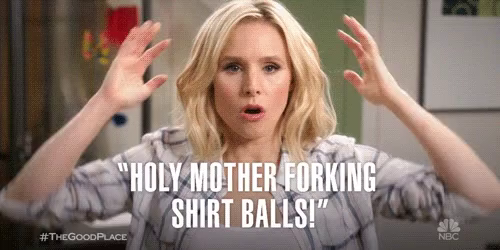 “HOLY MOTHER FORKING
SHIRT BALLS!”
#THEGOODPLACE
NBC